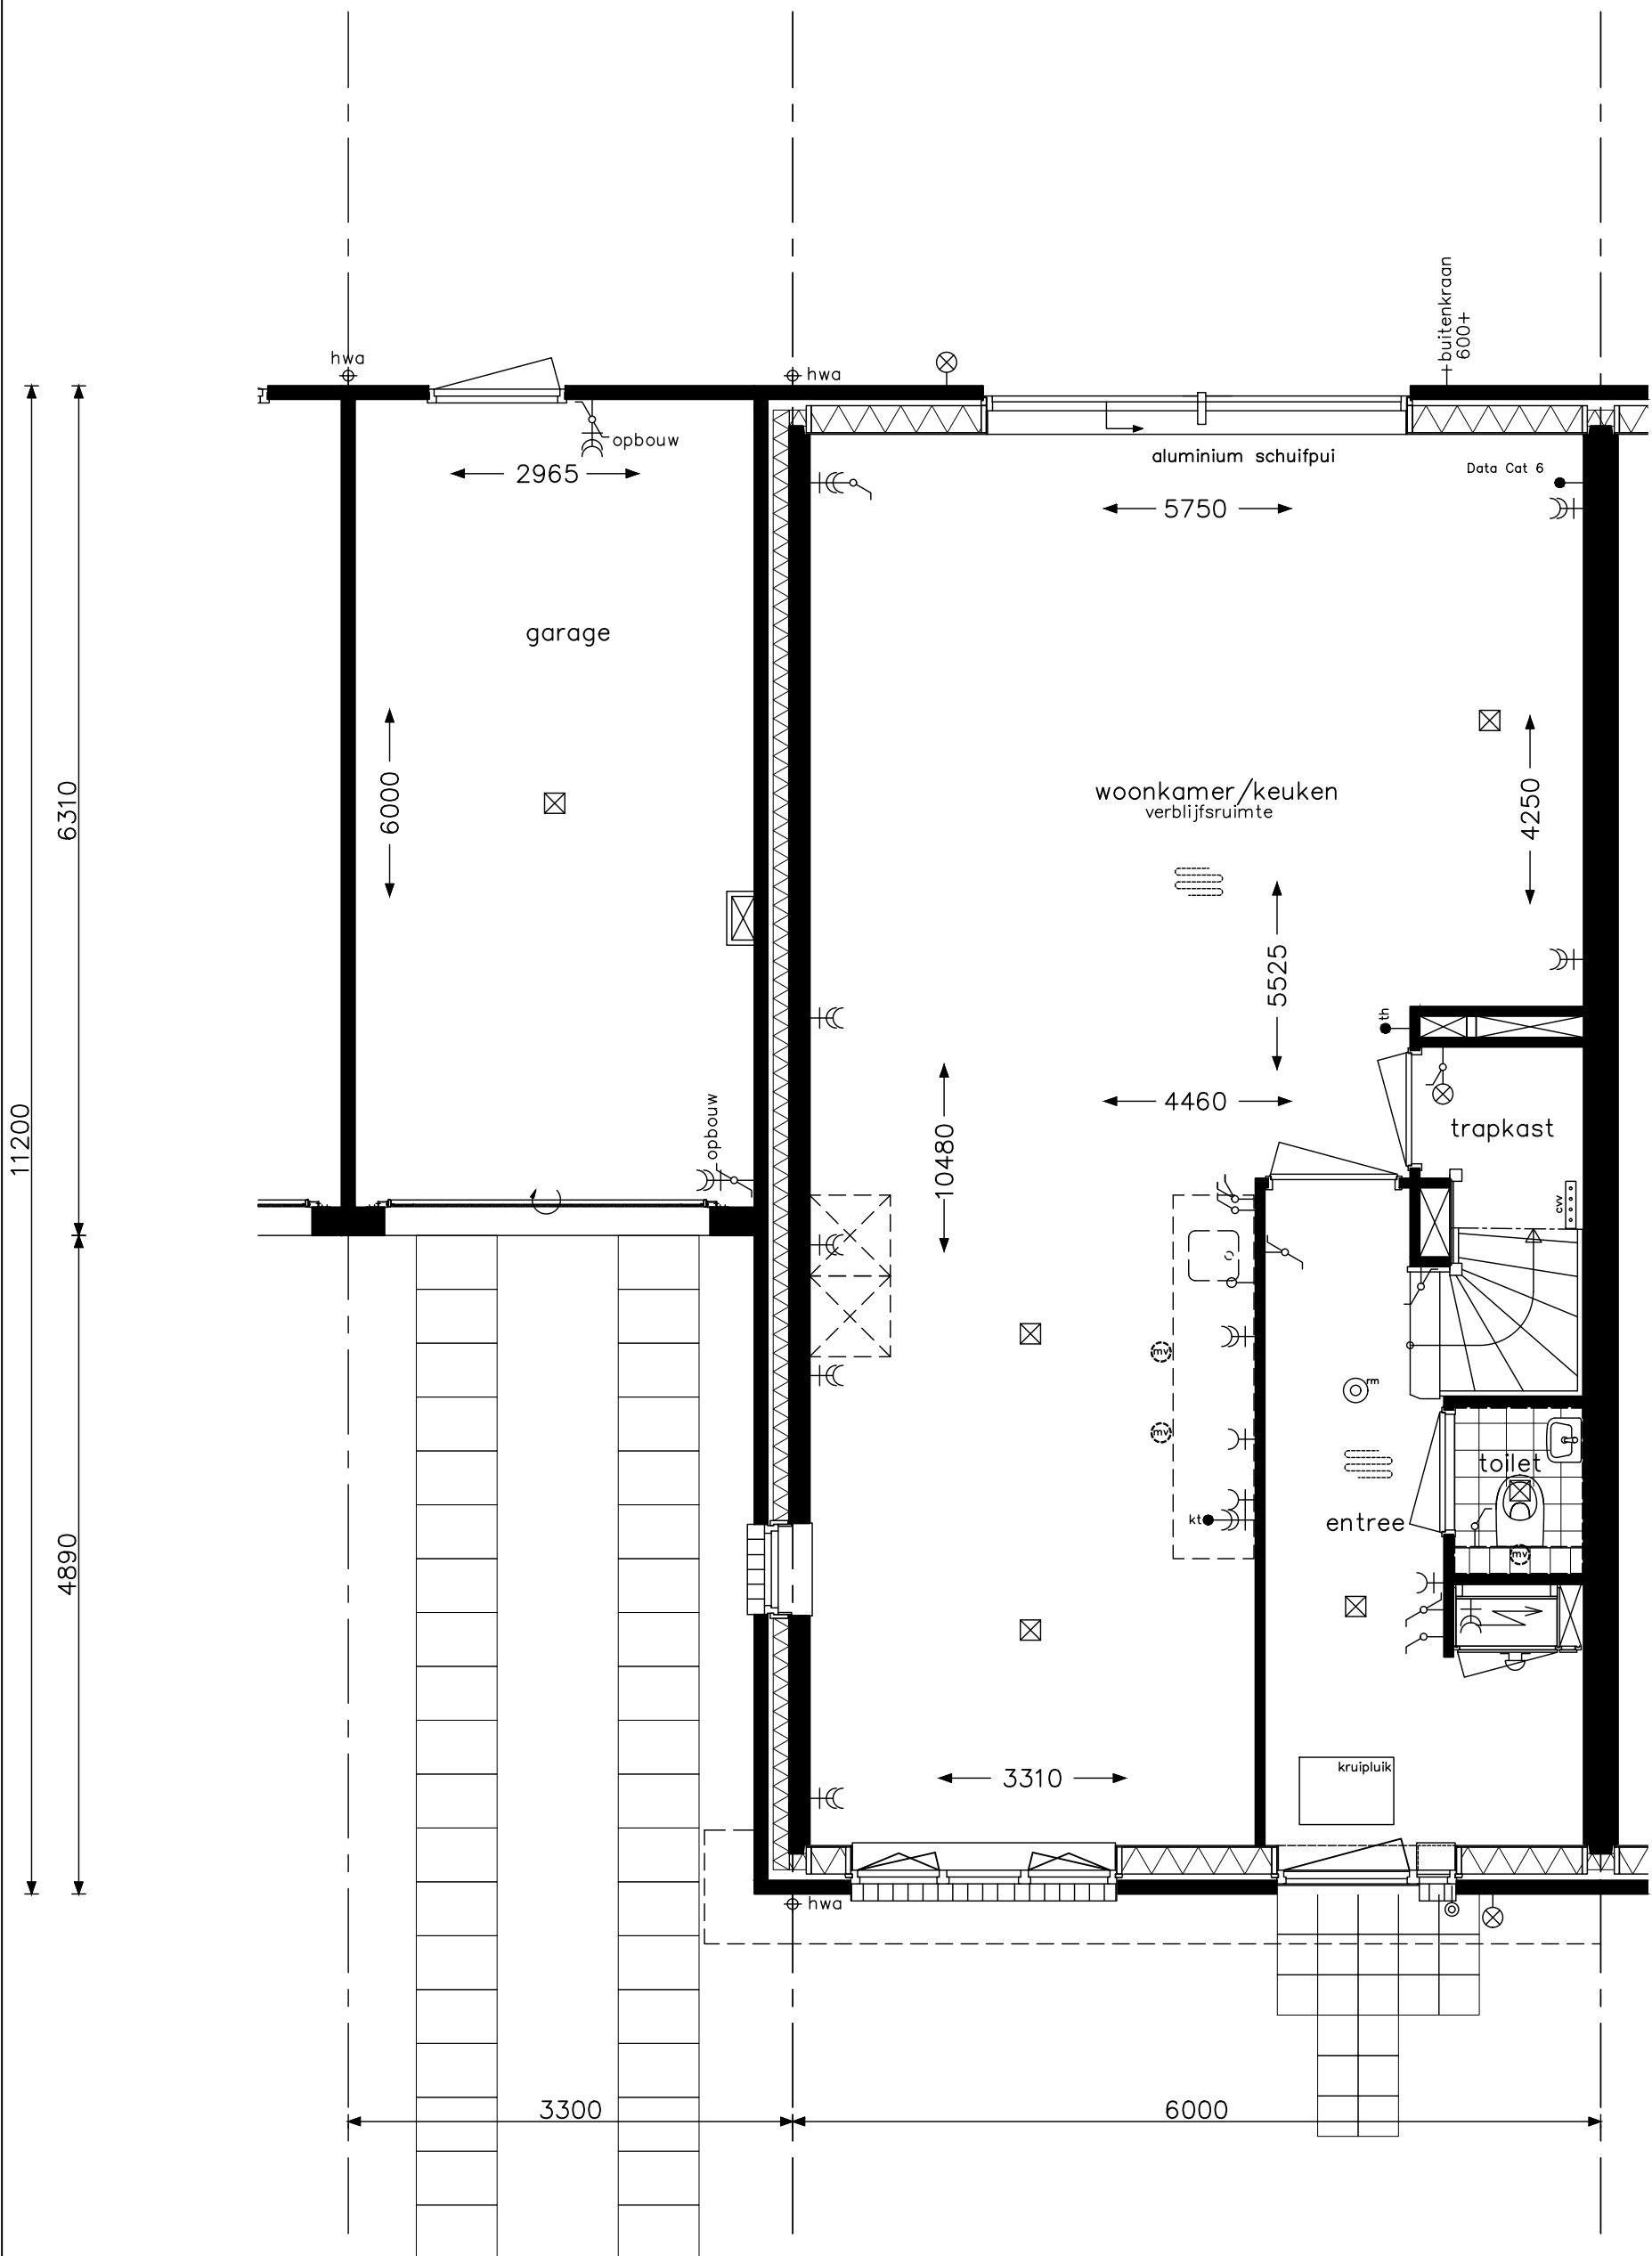 buitenkraan
600+
hwa
hwa
opbouw
2965
aluminium schuifpui
Data Cat 6
5750
garage
6310
6000
woonkamer/keuken
verblijfsruimte
4250
5525
th
11200
opbouw
10480
4460
trapkast
cvv
mv
rm
mv
toilet
kt
entree
mv
4890
kruipluik
3310
hwa
3300
6000